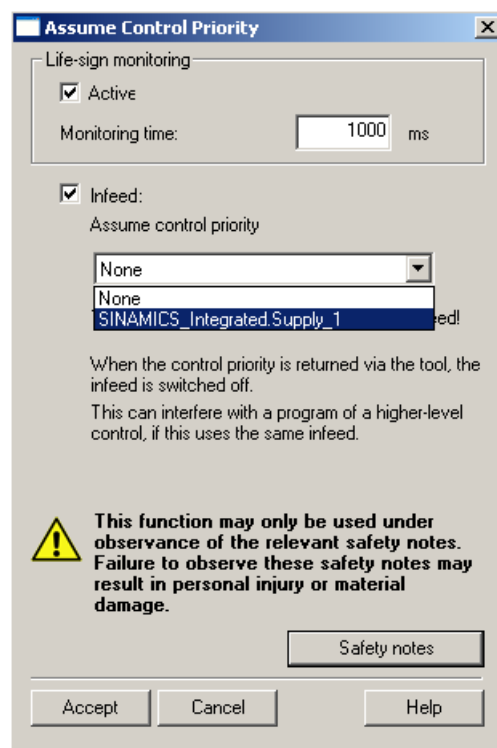 Assume Control Priority
Life-sign monitoring
Active
Monitoring time: 1000 ms
Infeed:
Assume control priority
None
None
SINAMICS_Integrated.Supply_1 eed!
When the control priority is returned via the tool, the
infeed is switched off.
This can interfere with a program of a higher-level
control, if this uses the same infeed.
This function may only be used under
observance of the relevant safety notes.
Failure to observe these safety notes may
result in personal injury or material
damage.
Safety notes
Accept Cancel Help